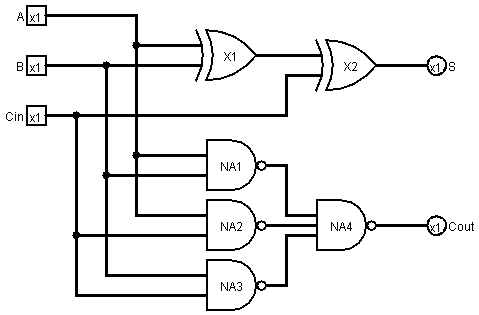 A x1
B x1
X1
X2
x1 S
Cin x1
NA1
NA2
NA4
x1 Cout
NA3